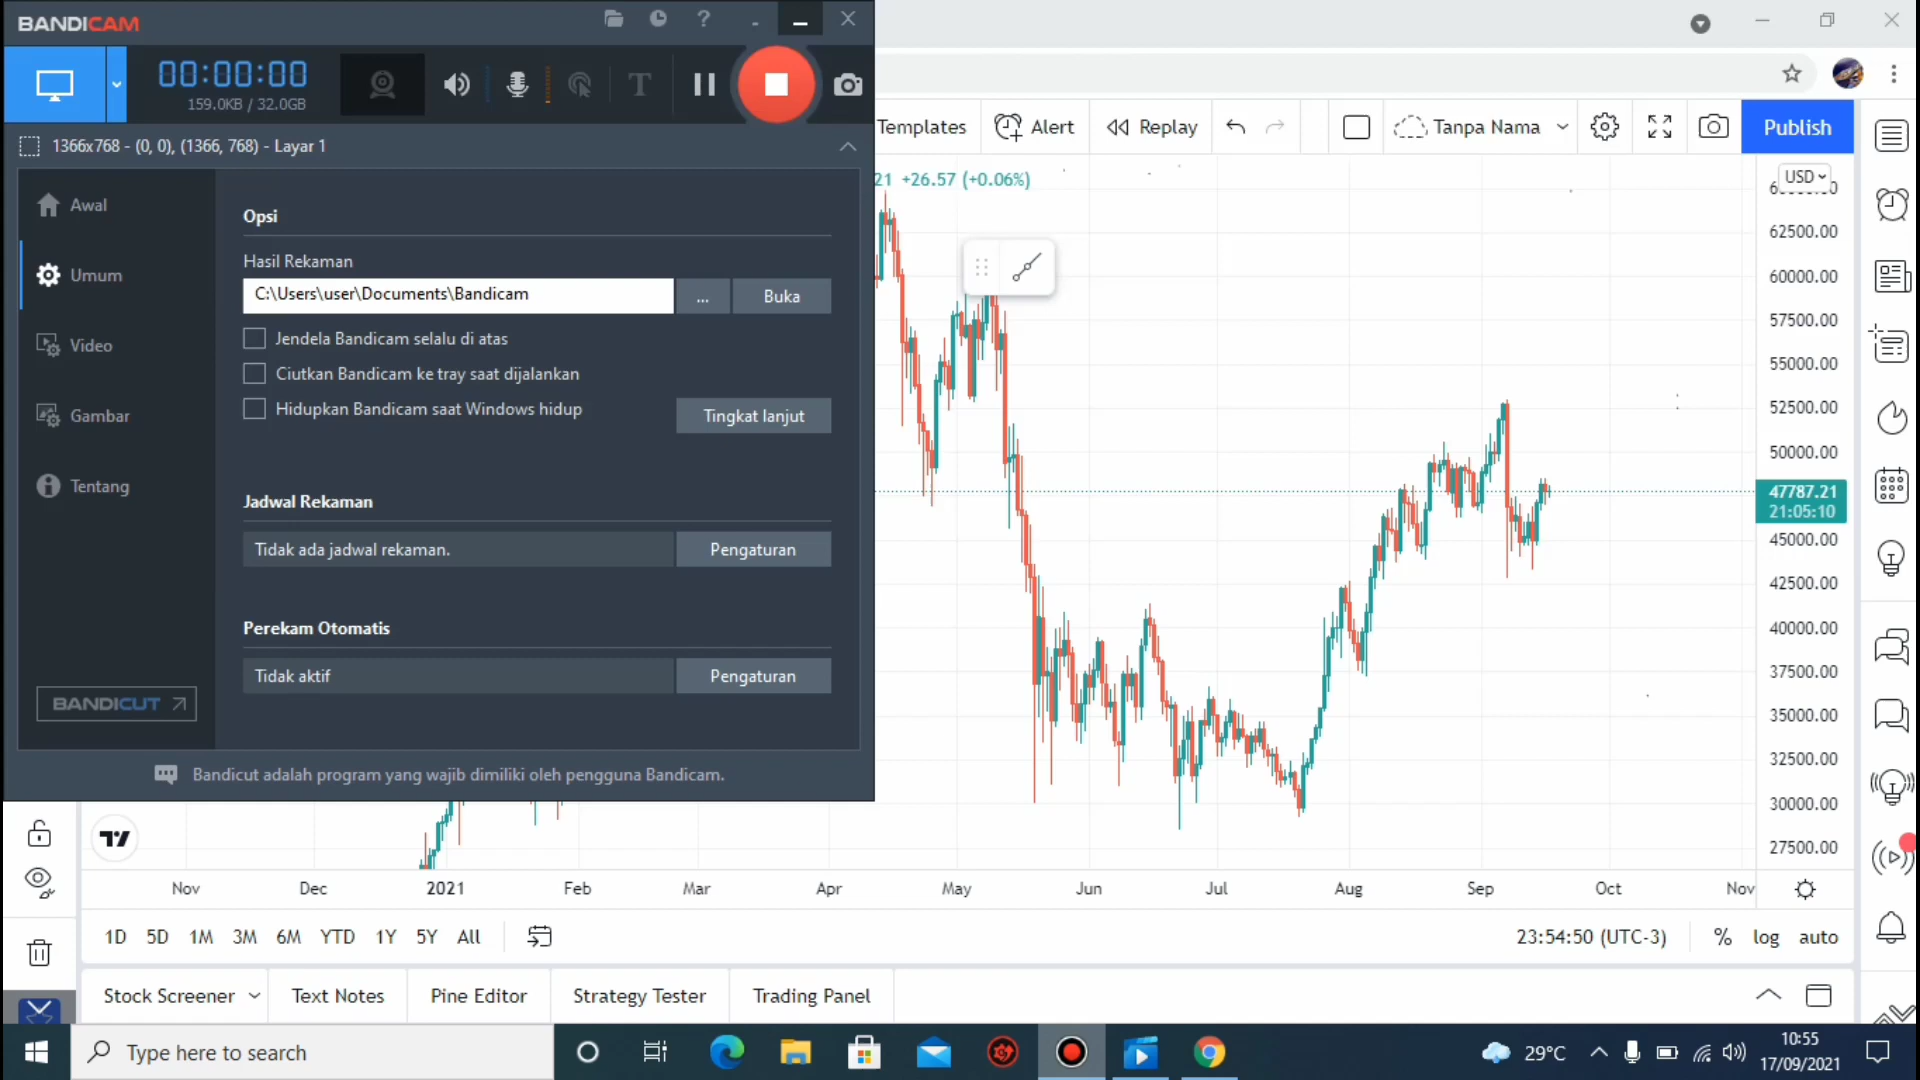 BANDICAM
00:00:00
159.0KB / 32.0GB
1366x768 - (0, 0), (1366, 768) - Layar 1
Awal
Umum
Video
Gambar
Tentang
BANDICUT
Opsi
Hasil Rekaman
C:\Users\user\Documents\Bandicam
...
Buka
Jendela Bandicam selalu di atas
Ciutkan Bandicam ke tray saat dijalankan
Hidupkan Bandicam saat Windows hidup
Tingkat lanjut
Jadwal Rekaman
Tidak ada jadwal rekaman.
Pengaturan
Perekam Otomatis
Tidak aktif
Pengaturan
Bandicut adalah program yang wajib dimiliki oleh pengguna Bandicam.
Templates
Alert
Replay
Tanpa Nama
Publish
21 +26.57 (+0.06%)
USD
62500.00
60000.00
57500.00
55000.00
52500.00
50000.00
47787.21
21:05:10
45000.00
42500.00
40000.00
37500.00
35000.00
32500.00
30000.00
27500.00
Nov Dec 2021 Feb Mar Apr May Jun Jul Aug Sep Oct Nov
1D 5D 1M 3M 6M YTD 1Y 5Y All
23:54:50 (UTC-3) % log auto
Stock Screener Text Notes Pine Editor Strategy Tester Trading Panel
Type here to search
29°C
10:55
17/09/2021